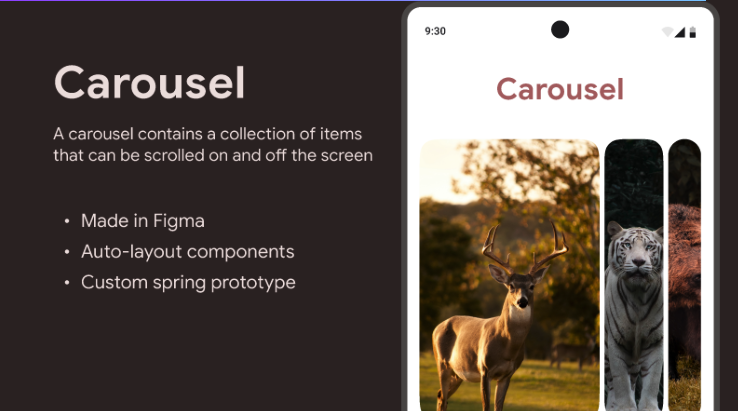 Carousel
A carousel contains a collection of items
that can be scrolled on and off the screen
• Made in Figma
• Auto-layout components
• Custom spring prototype
9:30
Carousel